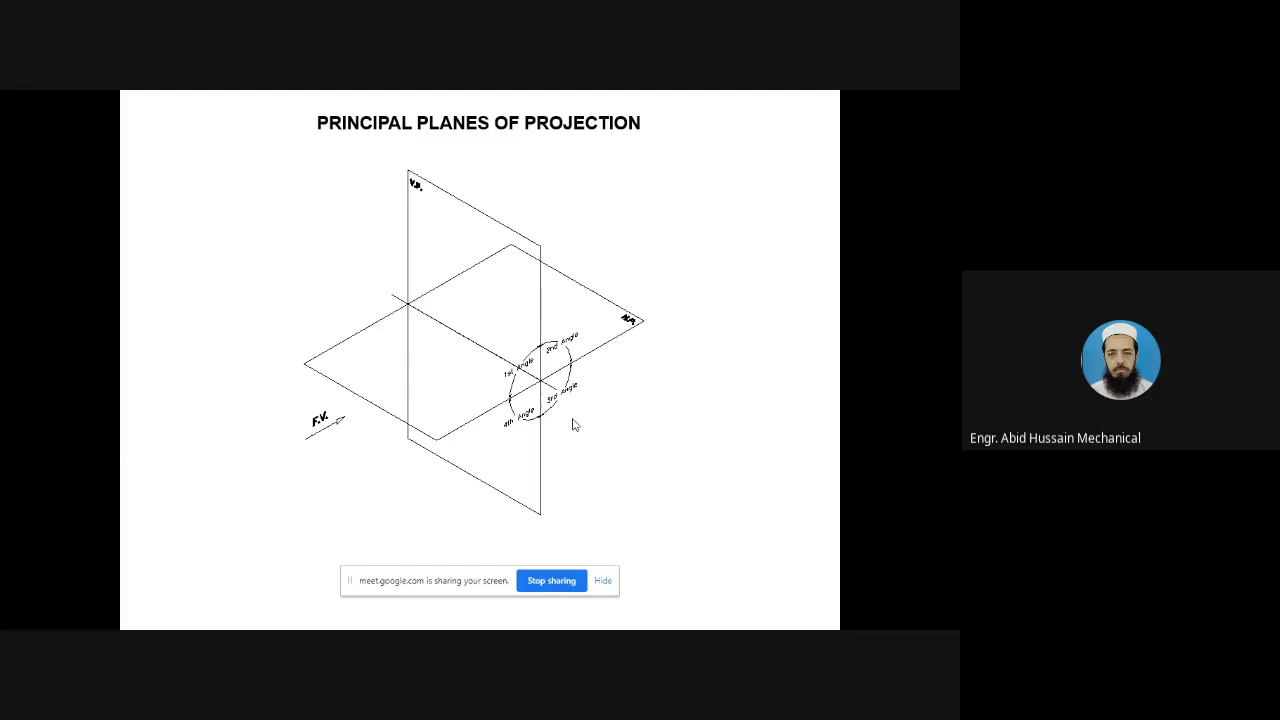 PRINCIPAL PLANES OF PROJECTION
V.P.
H.P.
2nd Angle
1st Angle
3rd Angle
4th Angle
F.V.
meet.google.com is sharing your screen.
Stop sharing
Hide
Engr. Abid Hussain Mechanical